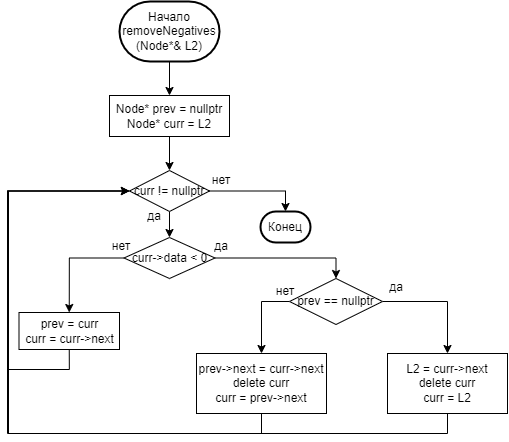 Начало
removeNegatives
(Node*& L2)
Node* prev = nullptr
Node* curr = L2
curr != nullptr
нет
да
Конец
curr->data < 0
нет
да
prev == nullptr
нет
да
prev = curr
curr = curr->next
prev->next = curr->next
delete curr
curr = prev->next
L2 = curr->next
delete curr
curr = L2